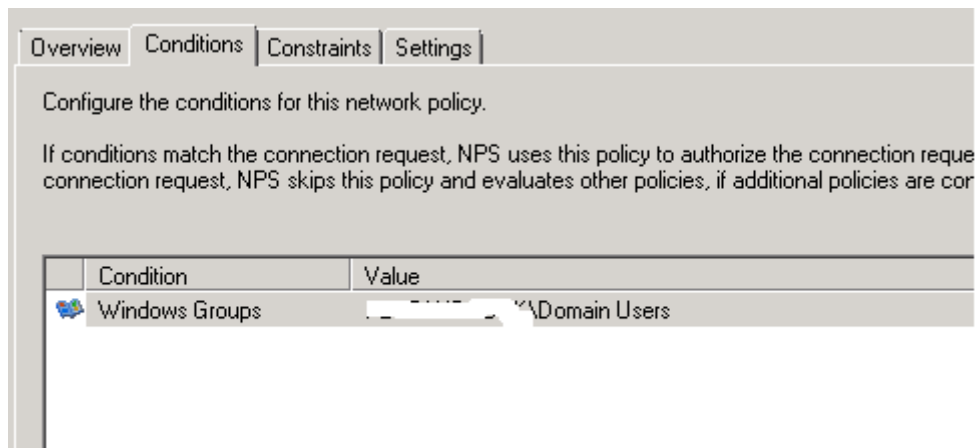 Overview Conditions Constraints Settings
Configure the conditions for this network policy.
If conditions match the connection request, NPS uses this policy to authorize the connection reque
connection request, NPS skips this policy and evaluates other policies, if additional policies are cor
Condition Value
Windows Groups \Domain Users